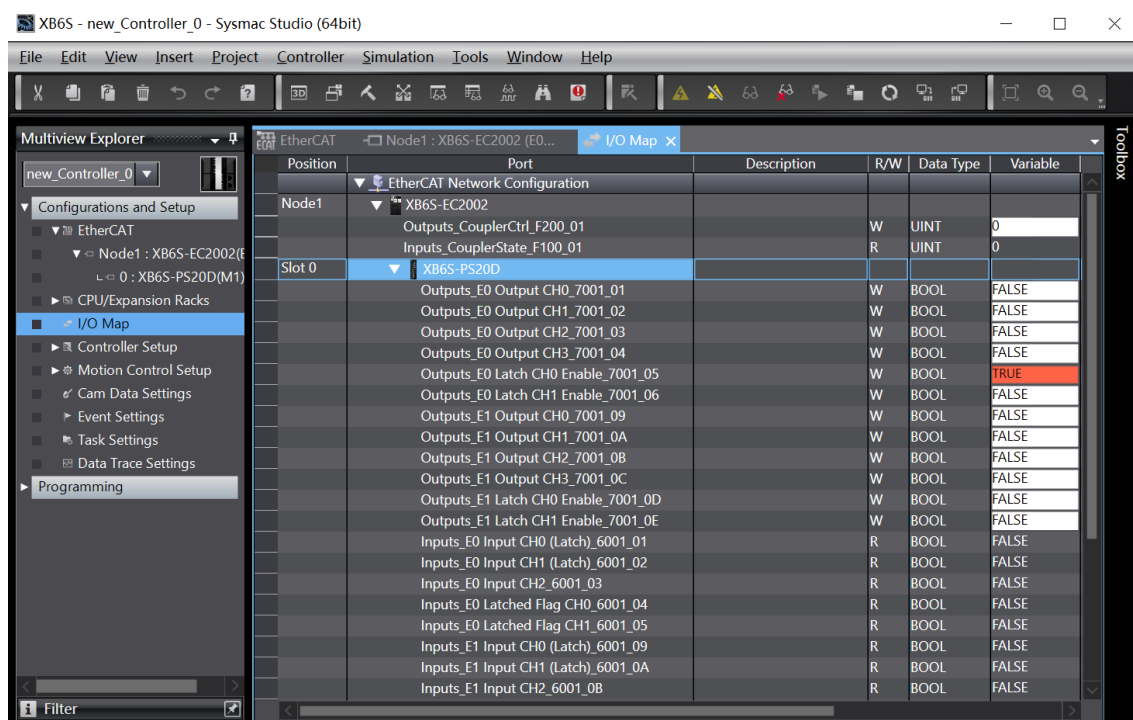 XB6S - new_Controller_0 - Sysmac Studio (64bit)
File Edit View Insert Project Controller Simulation Tools Window Help
Multiview Explorer
new_Controller_0
Configurations and Setup
EtherCAT
Node1 : XB6S-EC2002(E
0 : XB6S-PS20D(M1)
CPU/Expansion Racks
I/O Map
Controller Setup
Motion Control Setup
Cam Data Settings
Event Settings
Task Settings
Data Trace Settings
Programming
Filter
EtherCAT Node1 : XB6S-EC2002 (E0... I/O Map
Position Port Description R/W Data Type Variable
EtherCAT Network Configuration
Node1 XB6S-EC2002
Outputs_CouplerCtrl_F200_01 W UINT 0
Inputs_CouplerState_F100_01 R UINT 0
Slot 0 XB6S-PS20D
Outputs_E0 Output CH0_7001_01 W BOOL FALSE
Outputs_E0 Output CH1_7001_02 W BOOL FALSE
Outputs_E0 Output CH2_7001_03 W BOOL FALSE
Outputs_E0 Output CH3_7001_04 W BOOL FALSE
Outputs_E0 Latch CH0 Enable_7001_05 W BOOL TRUE
Outputs_E0 Latch CH1 Enable_7001_06 W BOOL FALSE
Outputs_E1 Output CH0_7001_09 W BOOL FALSE
Outputs_E1 Output CH1_7001_0A W BOOL FALSE
Outputs_E1 Output CH2_7001_0B W BOOL FALSE
Outputs_E1 Output CH3_7001_0C W BOOL FALSE
Outputs_E1 Latch CH0 Enable_7001_0D W BOOL FALSE
Outputs_E1 Latch CH1 Enable_7001_0E W BOOL FALSE
Inputs_E0 Input CH0 (Latch)_6001_01 R BOOL FALSE
Inputs_E0 Input CH1 (Latch)_6001_02 R BOOL FALSE
Inputs_E0 Input CH2_6001_03 R BOOL FALSE
Inputs_E0 Latched Flag CH0_6001_04 R BOOL FALSE
Inputs_E0 Latched Flag CH1_6001_05 R BOOL FALSE
Inputs_E1 Input CH0 (Latch)_6001_09 R BOOL FALSE
Inputs_E1 Input CH1 (Latch)_6001_0A R BOOL FALSE
Inputs_E1 Input CH2_6001_0B R BOOL FALSE
Toolbox